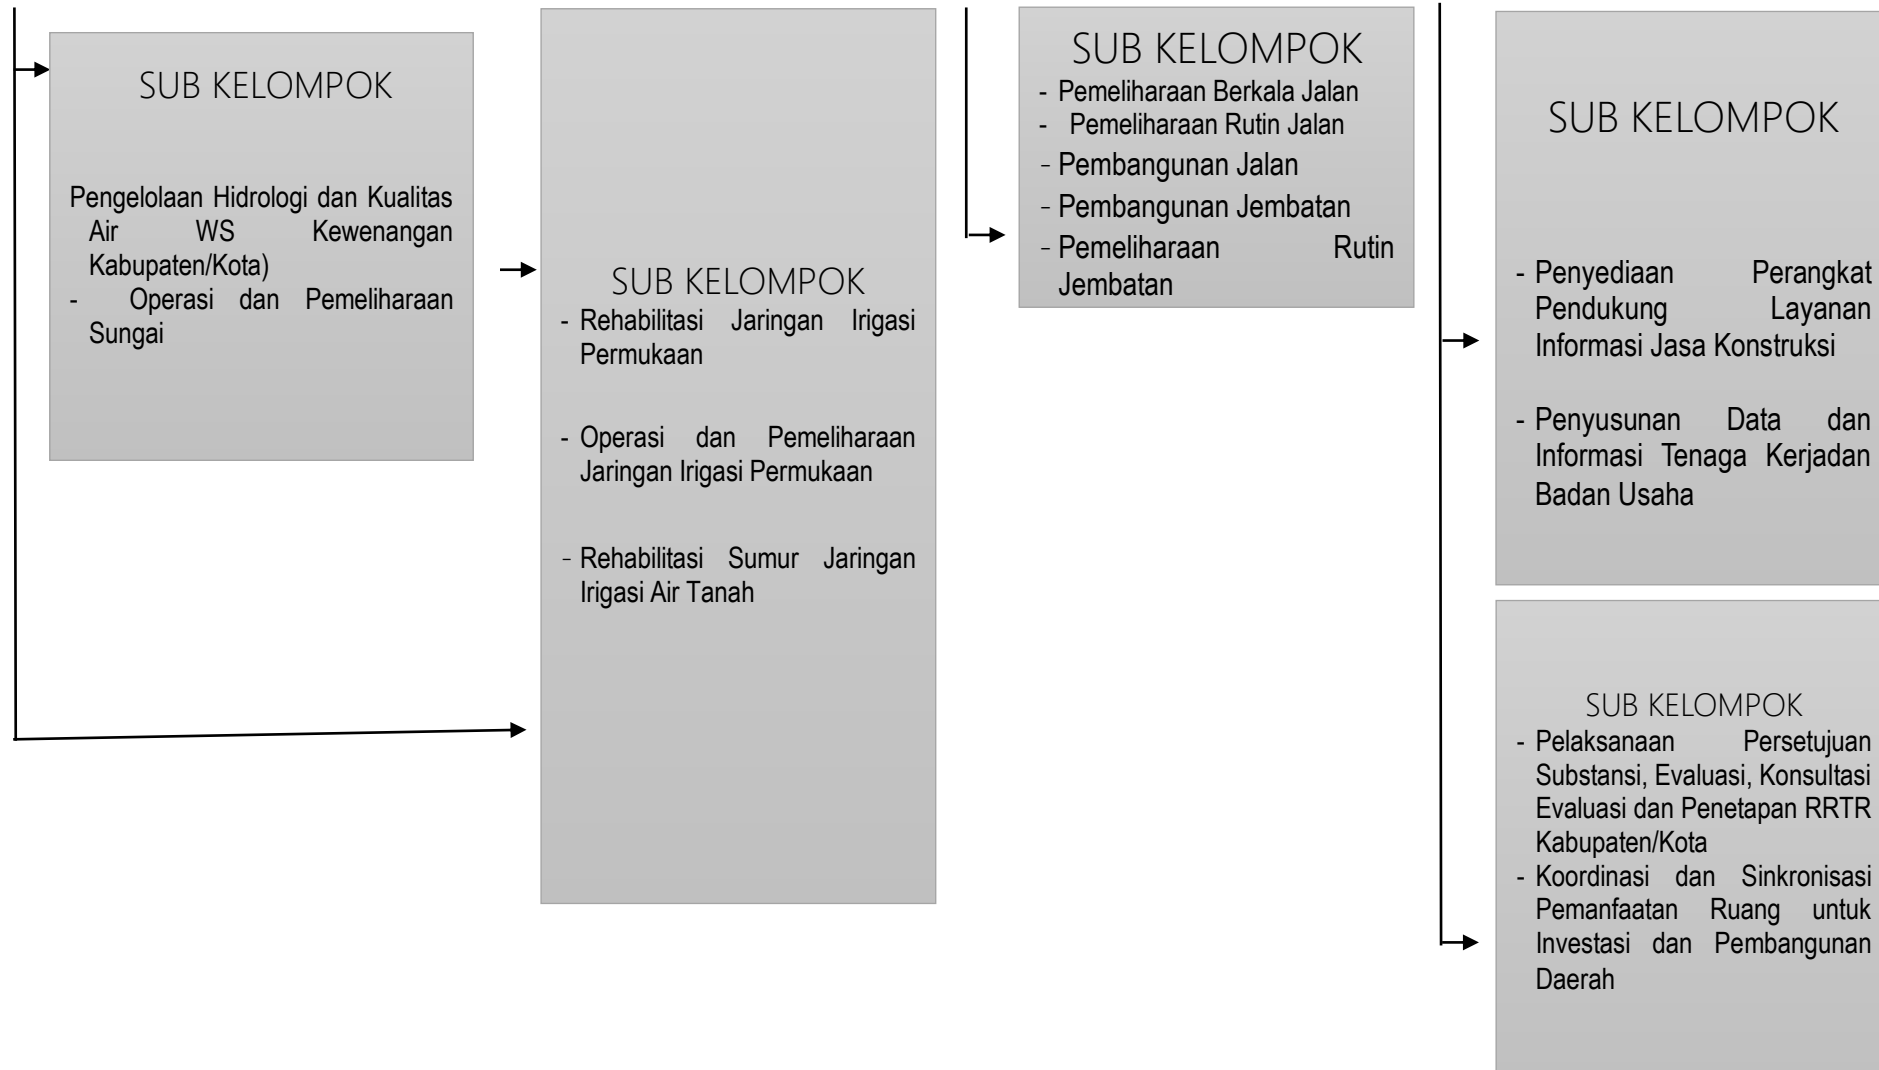 SUB KELOMPOK
Pengelolaan Hidrologi dan Kualitas
Air WS Kewenangan
Kabupaten/Kota)
- Operasi dan Pemeliharaan
Sungai
SUB KELOMPOK
- Rehabilitasi Jaringan Irigasi
Permukaan
- Operasi dan Pemeliharaan
Jaringan Irigasi Permukaan
- Rehabilitasi Sumur Jaringan
Irigasi Air Tanah
SUB KELOMPOK
- Pemeliharaan Berkala Jalan
- Pemeliharaan Rutin Jalan
- Pembangunan Jalan
- Pembangunan Jembatan
- Pemeliharaan Rutin
Jembatan
SUB KELOMPOK
- Penyediaan Perangkat
Pendukung Layanan
Informasi Jasa Konstruksi
- Penyusunan Data dan
Informasi Tenaga Kerjadan
Badan Usaha
SUB KELOMPOK
- Pelaksanaan Persetujuan
Substansi, Evaluasi, Konsultasi
Evaluasi dan Penetapan RRTR
Kabupaten/Kota
- Koordinasi dan Sinkronisasi
Pemanfaatan Ruang untuk
Investasi dan Pembangunan
Daerah